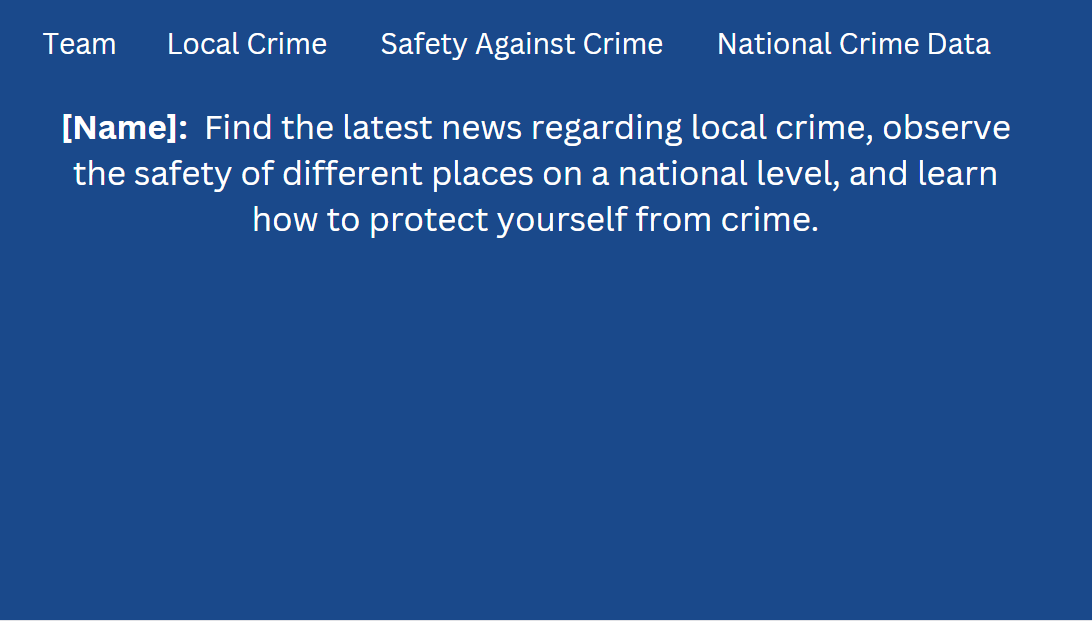 Team Local Crime Safety Against Crime National Crime Data
[Name]: Find the latest news regarding local crime, observe
the safety of different places on a national level, and learn
how to protect yourself from crime.